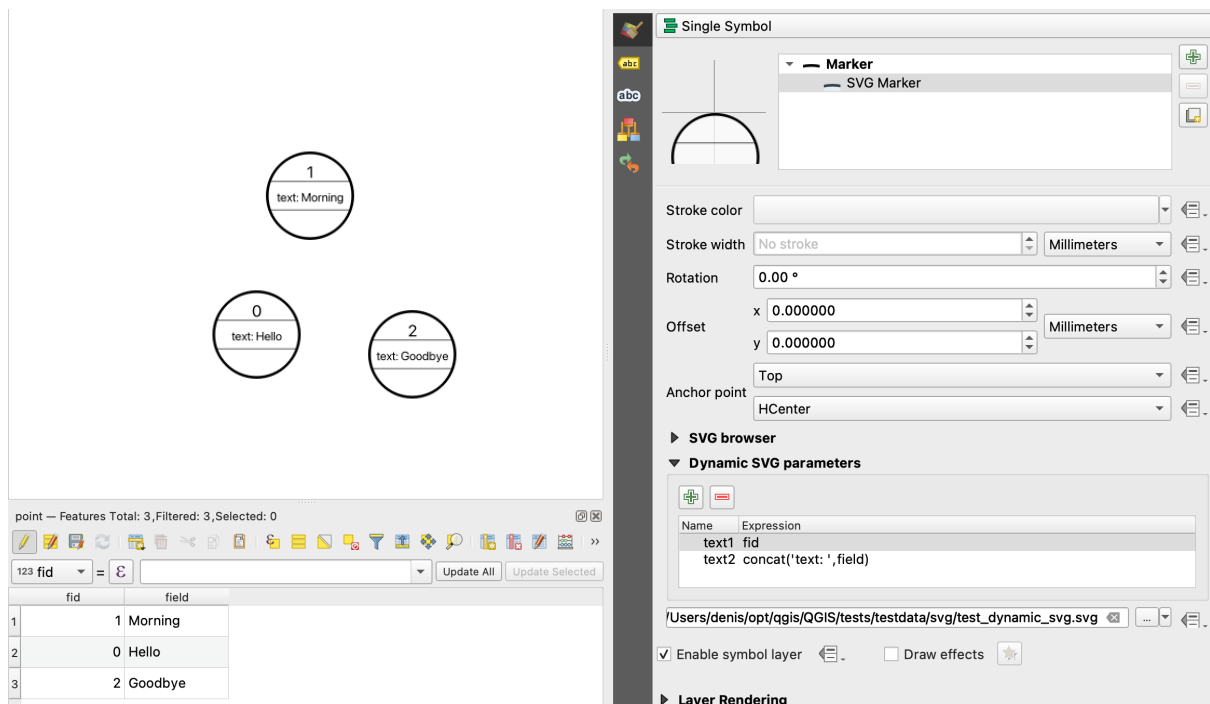 1
text: Morning
0
text: Hello
2
text: Goodbye
point — Features Total: 3,Filtered: 3,Selected: 0
»
123 fid = ε Update All Update Selected
fid field
1 1 Morning
2 0 Hello
3 2 Goodbye
abc
abc
Single Symbol
Marker
SVG Marker
Stroke color
Stroke width No stroke Millimeters
Rotation 0.00 °
Offset
x 0.000000
y 0.000000
Millimeters
Anchor point
Top
HCenter
SVG browser
Dynamic SVG parameters
Name Expression
text1 fid
text2 concat('text: ',field)
/Users/denis/opt/qgis/QGIS/tests/testdata/svg/test_dynamic_svg.svg ...
Enable symbol layer Draw effects
Layer Rendering